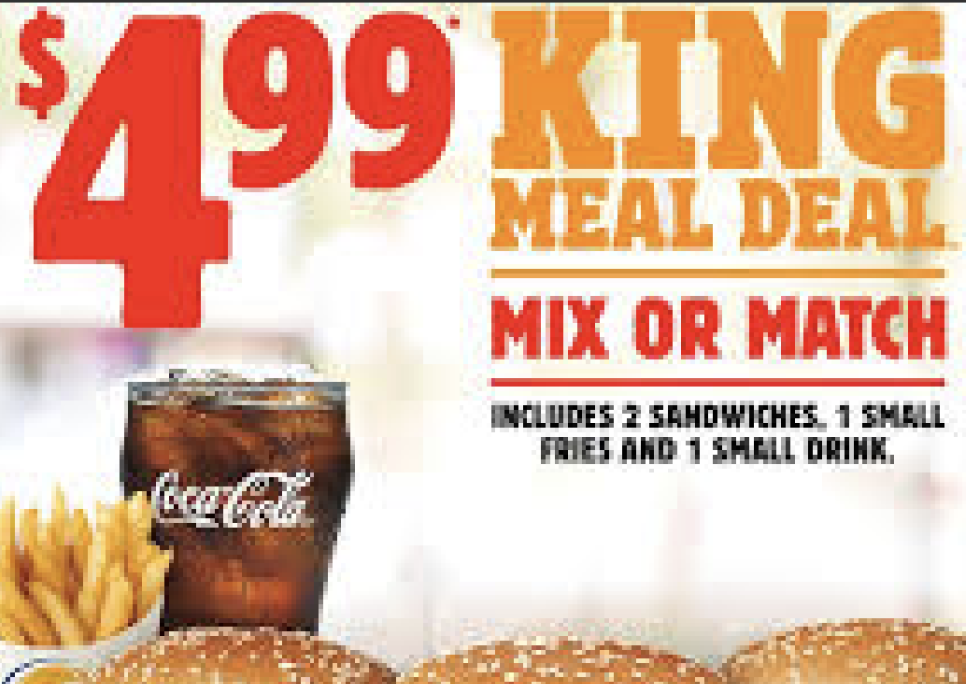 $4.99*
KING
MEAL DEAL
MIX OR MATCH
INCLUDES 2 SANDWICHES, 1 SMALL
FRIES AND 1 SMALL DRINK.
Coca-Cola